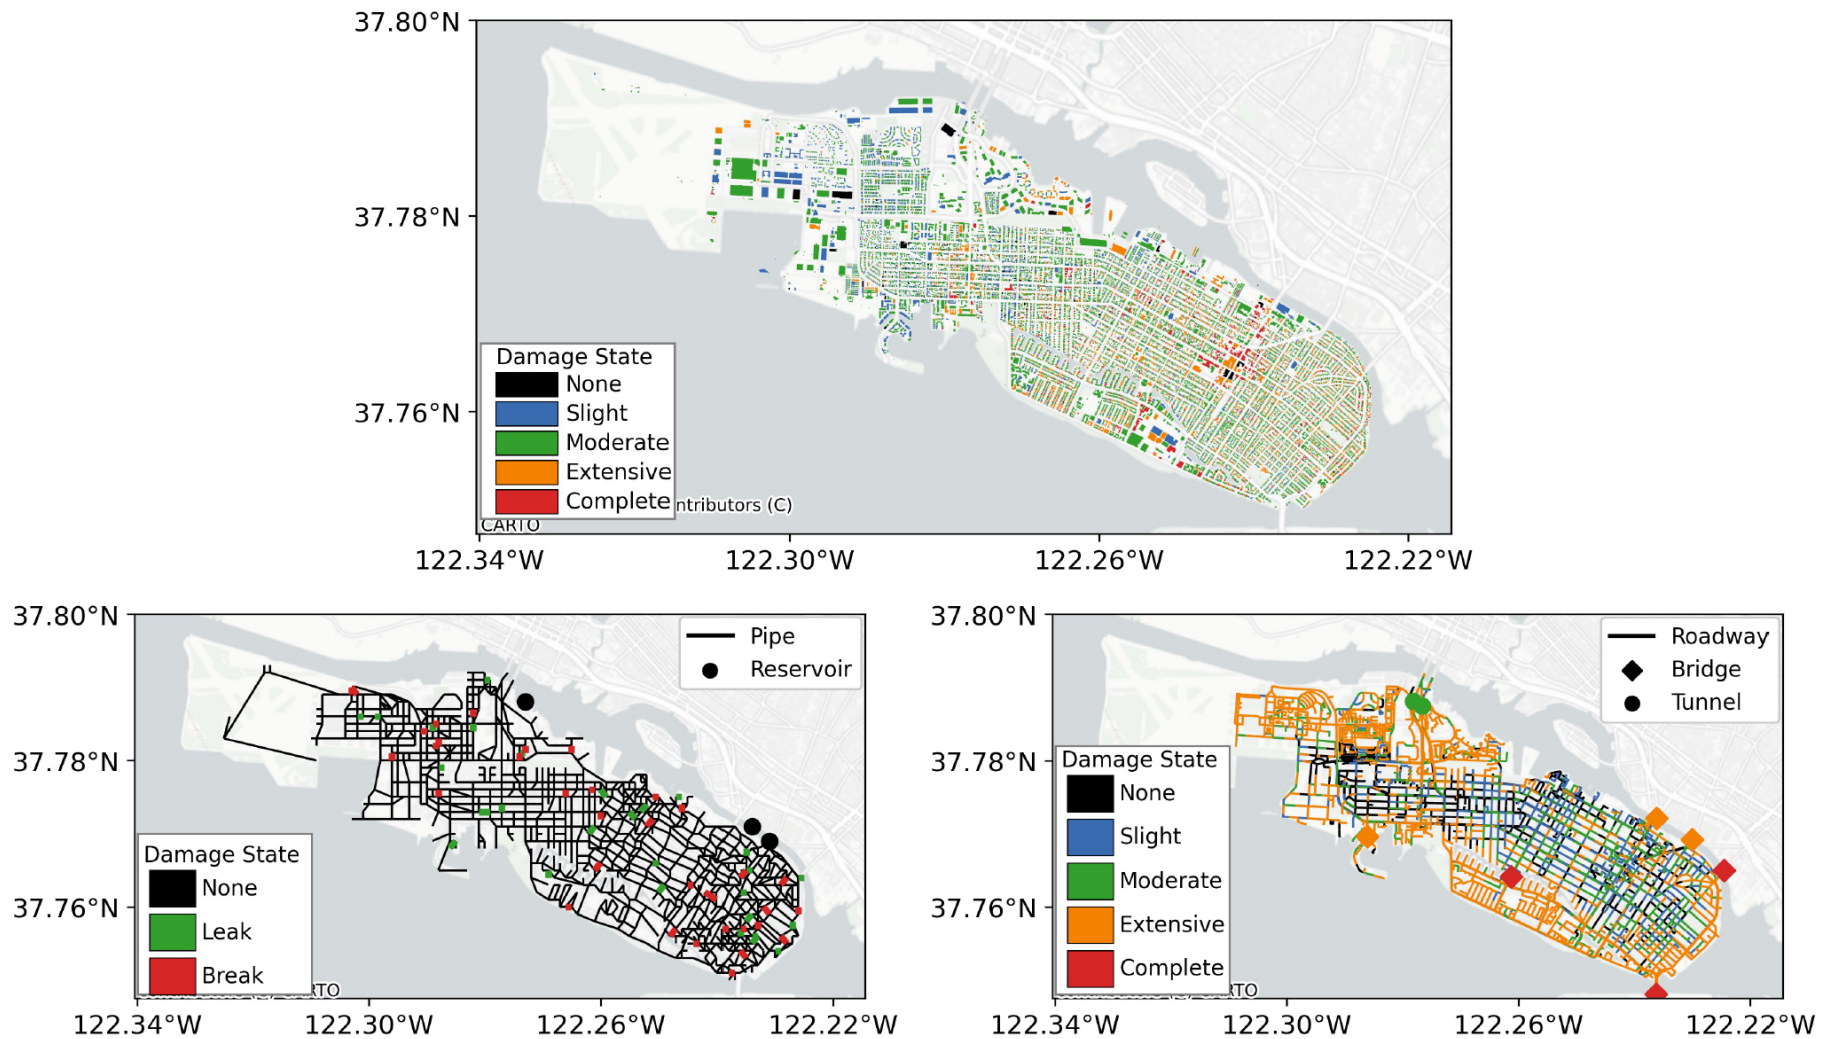 37.80°N
37.78°N
37.76°N
Damage State
None
Slight
Moderate
Extensive
Complete
ntributors (C)
CARTO
122.34°W 122.30°W 122.26°W 122.22°W
37.80°N
37.78°N
37.76°N
Pipe
Reservoir
Damage State
None
Leak
Break
RTO
122.34°W 122.30°W 122.26°W 122.22°W
37.80°N
37.78°N
37.76°N
Roadway
Bridge
Tunnel
Damage State
None
Slight
Moderate
Extensive
Complete
RTO
122.34°W 122.30°W 122.26°W 122.22°W